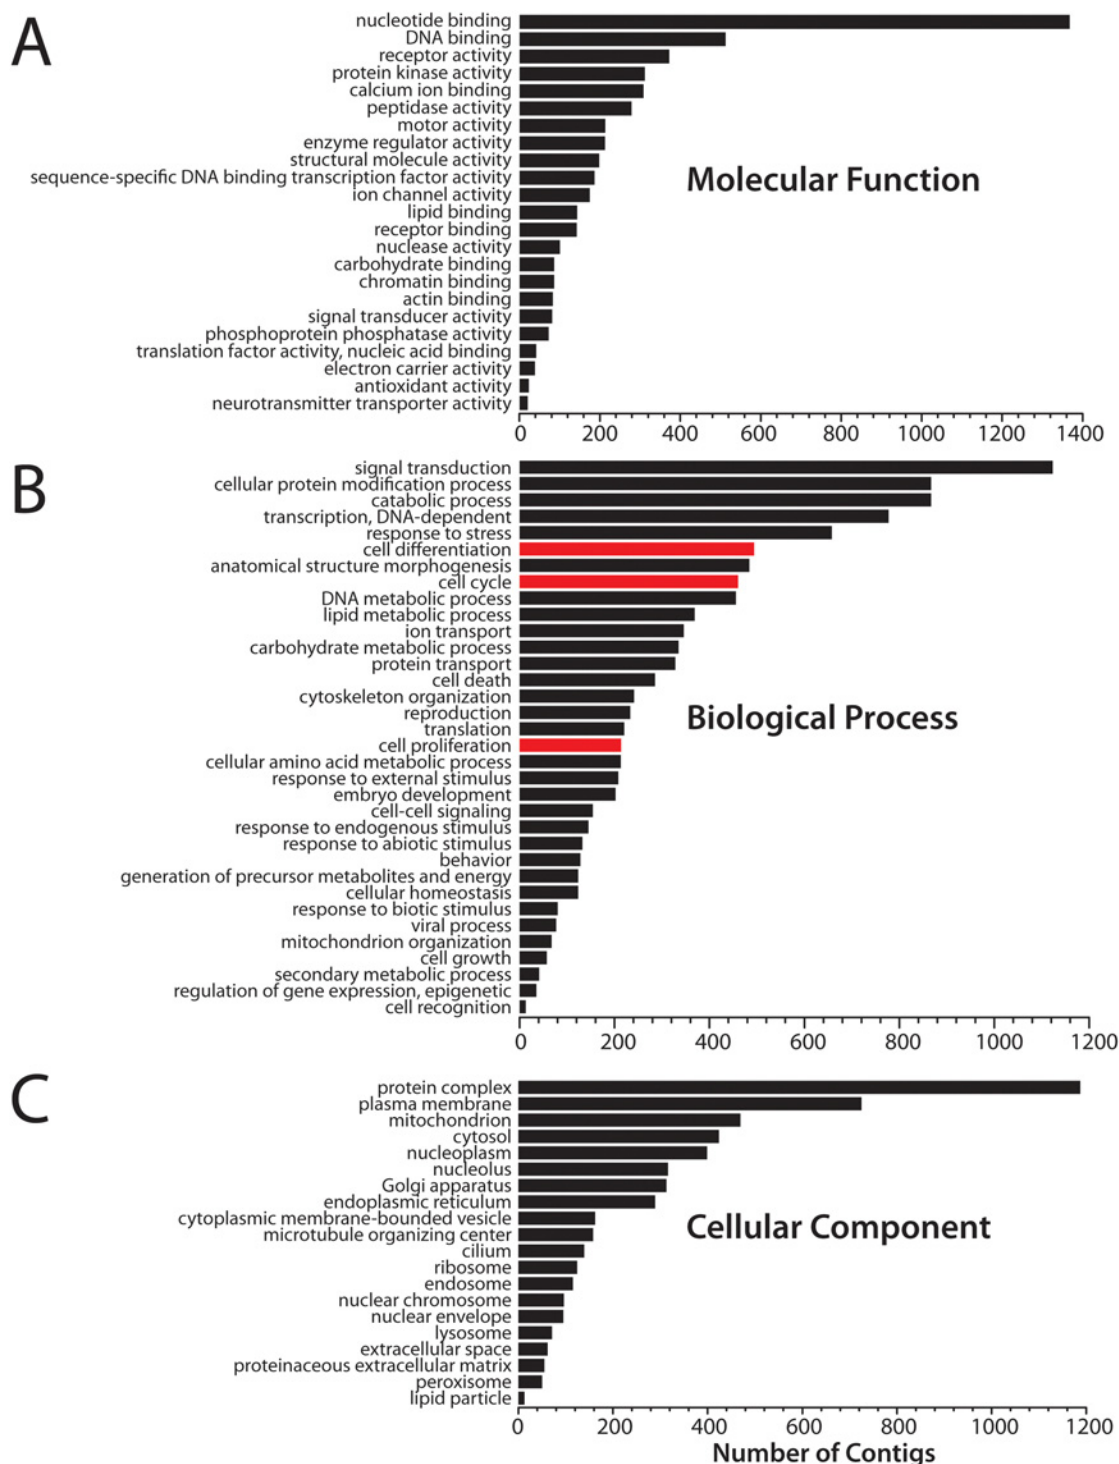 A
nucleotide binding
DNA binding
receptor activity
protein kinase activity
calcium ion binding
peptidase activity
motor activity
enzyme regulator activity
structural molecule activity
sequence-specific DNA binding transcription factor activity
ion channel activity
lipid binding
receptor binding
nuclease activity
carbohydrate binding
chromatin binding
actin binding
signal transducer activity
phosphoprotein phosphatase activity
translation factor activity, nucleic acid binding
electron carrier activity
antioxidant activity
neurotransmitter transporter activity
Molecular Function
0 200 400 600 800 1000 1200 1400
B
signal transduction
cellular protein modification process
catabolic process
transcription, DNA-dependent
response to stress
cell differentiation
anatomical structure morphogenesis
cell cycle
DNA metabolic process
lipid metabolic process
ion transport
carbohydrate metabolic process
protein transport
cell death
cytoskeleton organization
reproduction
translation
cell proliferation
cellular amino acid metabolic process
response to external stimulus
embryo development
cell-cell signaling
response to endogenous stimulus
response to abiotic stimulus
behavior
generation of precursor metabolites and energy
cellular homeostasis
response to biotic stimulus
viral process
mitochondrion organization
cell growth
secondary metabolic process
regulation of gene expression, epigenetic
cell recognition
Biological Process
0 200 400 600 800 1000 1200
C
protein complex
plasma membrane
mitochondrion
cytosol
nucleoplasm
nucleolus
Golgi apparatus
endoplasmic reticulum
cytoplasmic membrane-bounded vesicle
microtubule organizing center
cilium
ribosome
endosome
nuclear chromosome
nuclear envelope
lysosome
extracellular space
proteinaceous extracellular matrix
peroxisome
lipid particle
Cellular Component
0 200 400 600 800 1000 1200
Number of Contigs